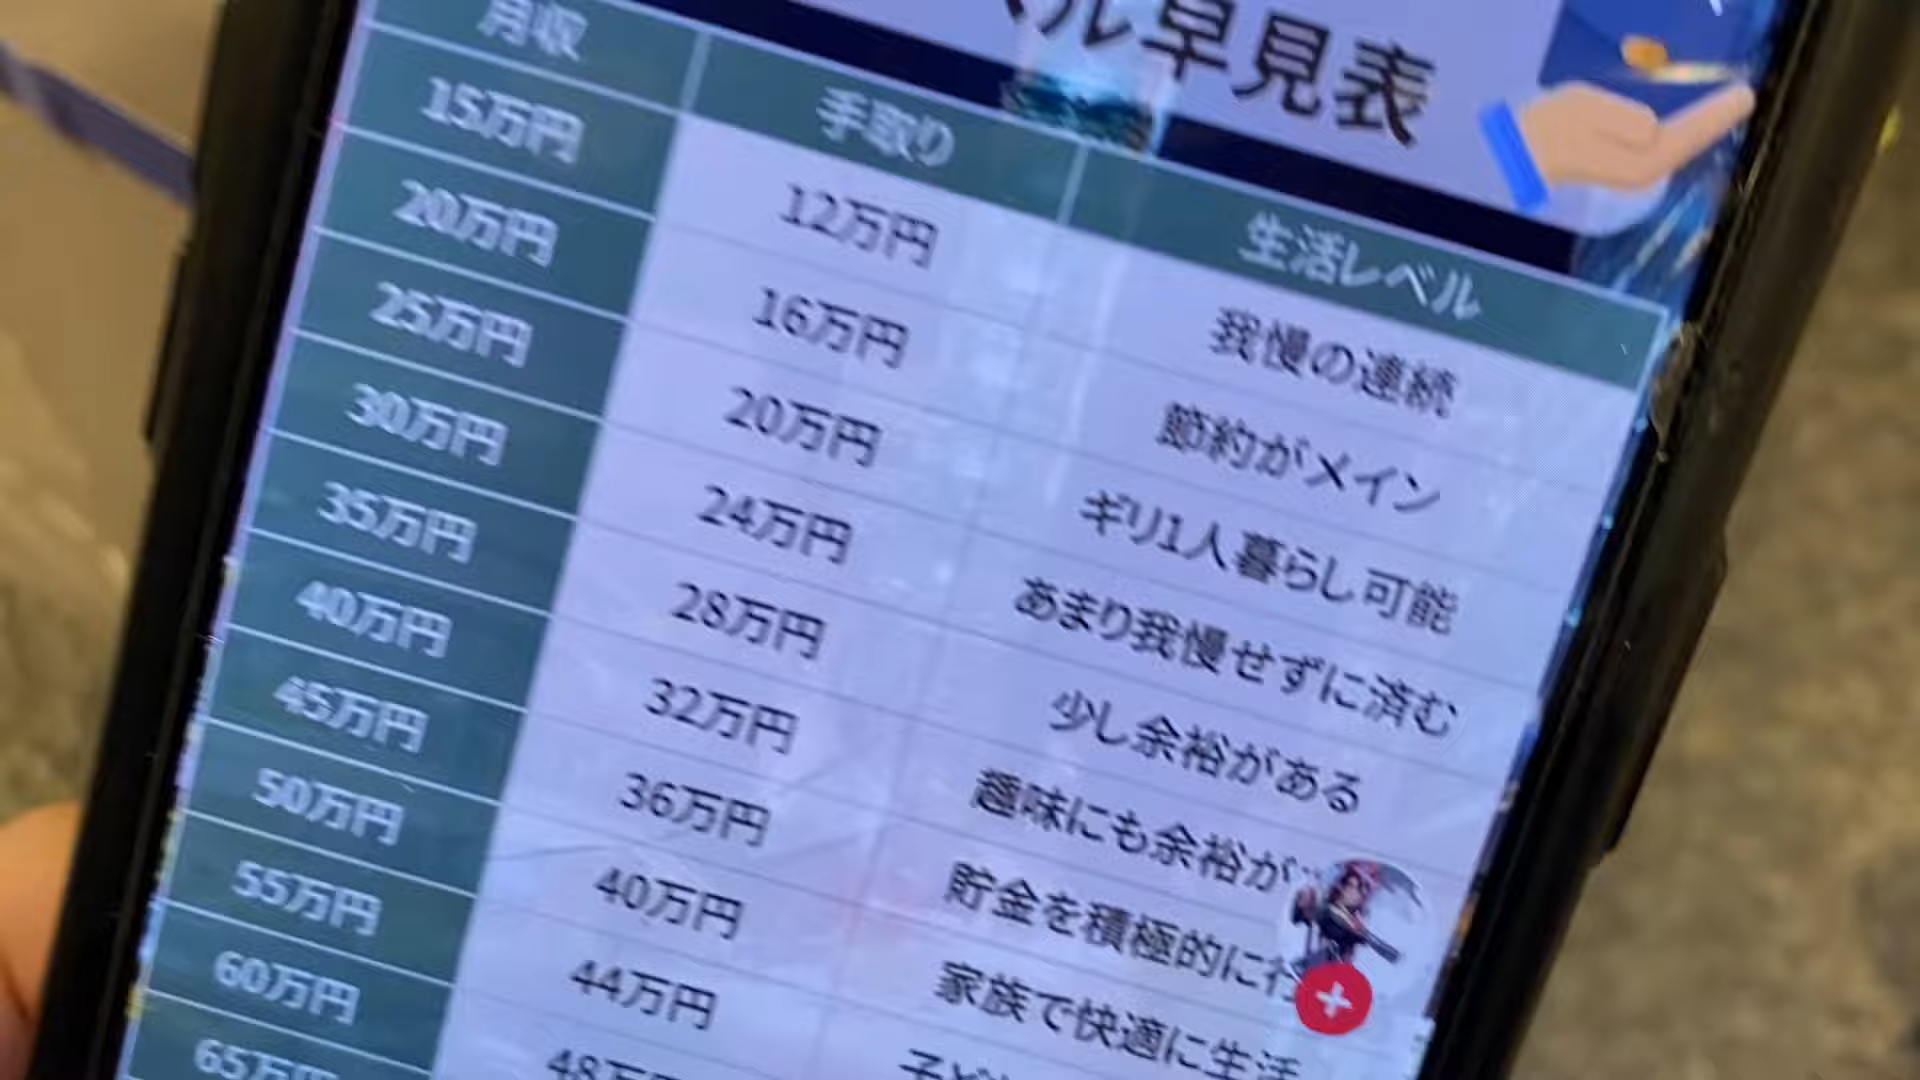 ル早見表
月収 手取り 生活レベル
15万円 12万円 我慢の連続
20万円 16万円 節約がメイン
25万円 20万円 ギリ1人暮らし可能
30万円 24万円 あまり我慢せずに済む
35万円 28万円 少し余裕がある
40万円 32万円 趣味にも余裕が
45万円 36万円 貯金を積極的に行
50万円 40万円 家族で快適に生活
55万円 44万円 子ど
60万円 48万
65万円